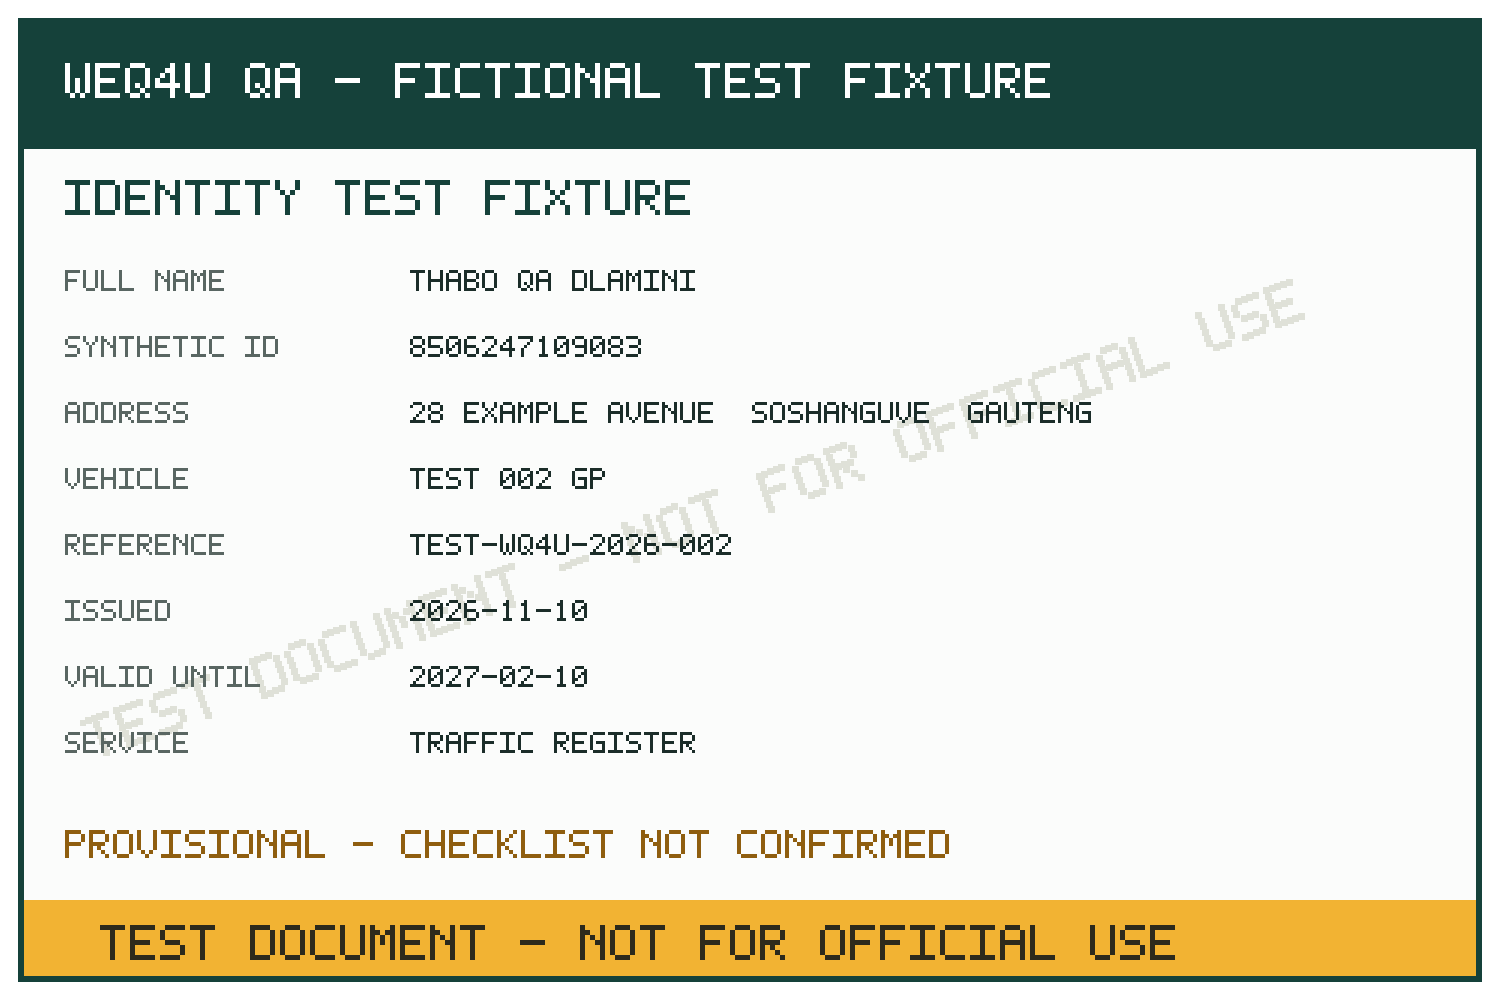 WEQ4U QA - FICTIONAL TEST FIXTURE
IDENTITY TEST FIXTURE
FULL NAME THABO QA DLAMINI
SYNTHETIC ID 8506247109083
ADDRESS 28 EXAMPLE AVENUE SOSHANGUVE GAUTENG
VEHICLE TEST 002 GP
REFERENCE TEST-WQ4U-2026-002
ISSUED 2026-11-10
VALID UNTIL 2027-02-10
SERVICE TRAFFIC REGISTER
TEST DOCUMENT - NOT FOR OFFICIAL USE
PROVISIONAL - CHECKLIST NOT CONFIRMED
TEST DOCUMENT - NOT FOR OFFICIAL USE